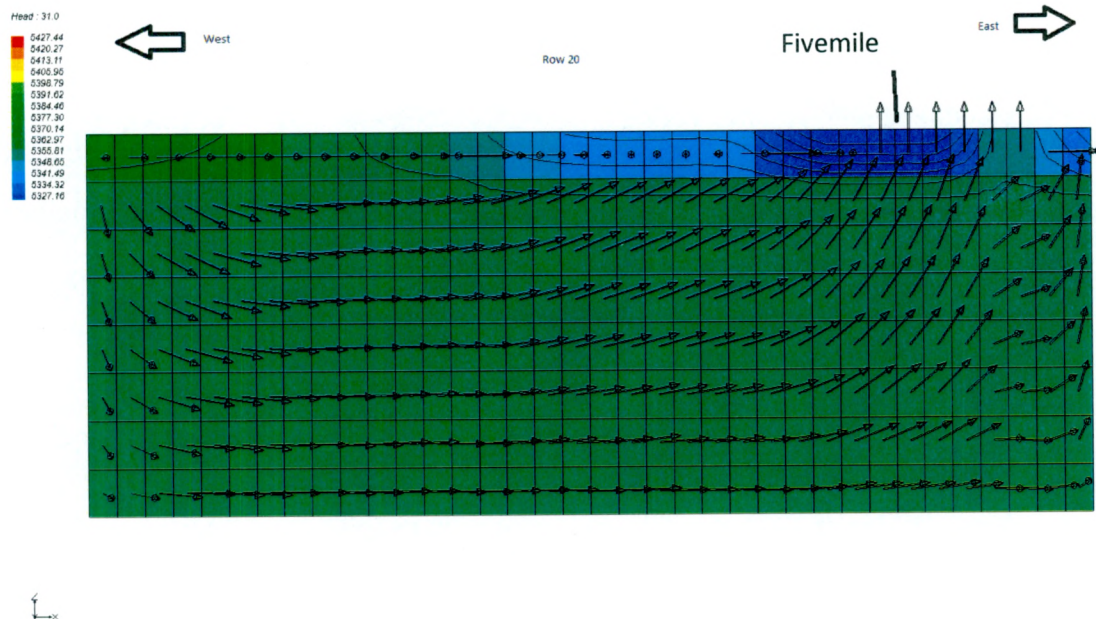 Head : 31.0
5427.44
5420.27
5413.11
5405.95
5398.79
5391.62
5384.46
5377.30
5370.14
5362.97
5355.81
5348.65
5341.49
5334.32
5327.16
West
East
Fivemile
Row 20
z
x